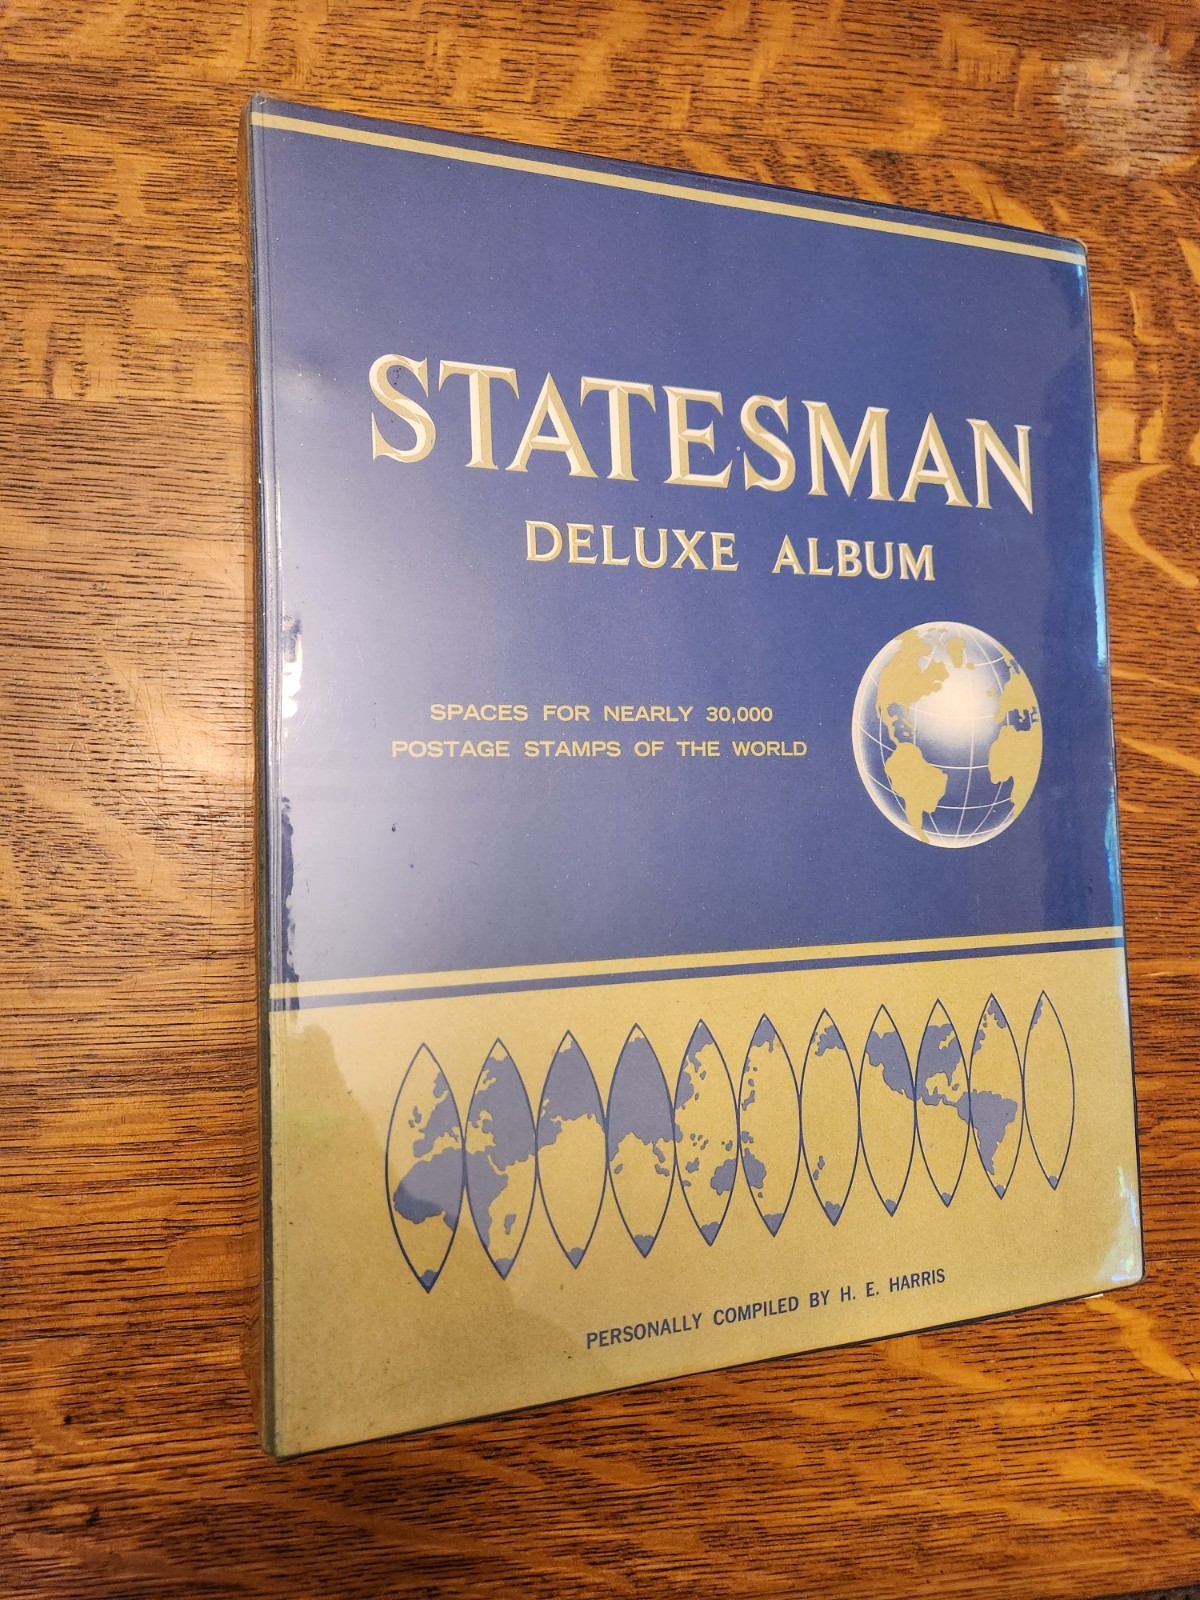 STATESMAN
DELUXE ALBUM
SPACES FOR NEARLY 30,000
POSTAGE STAMPS OF THE WORLD
PERSONALLY COMPILED BY H. E. HARRIS